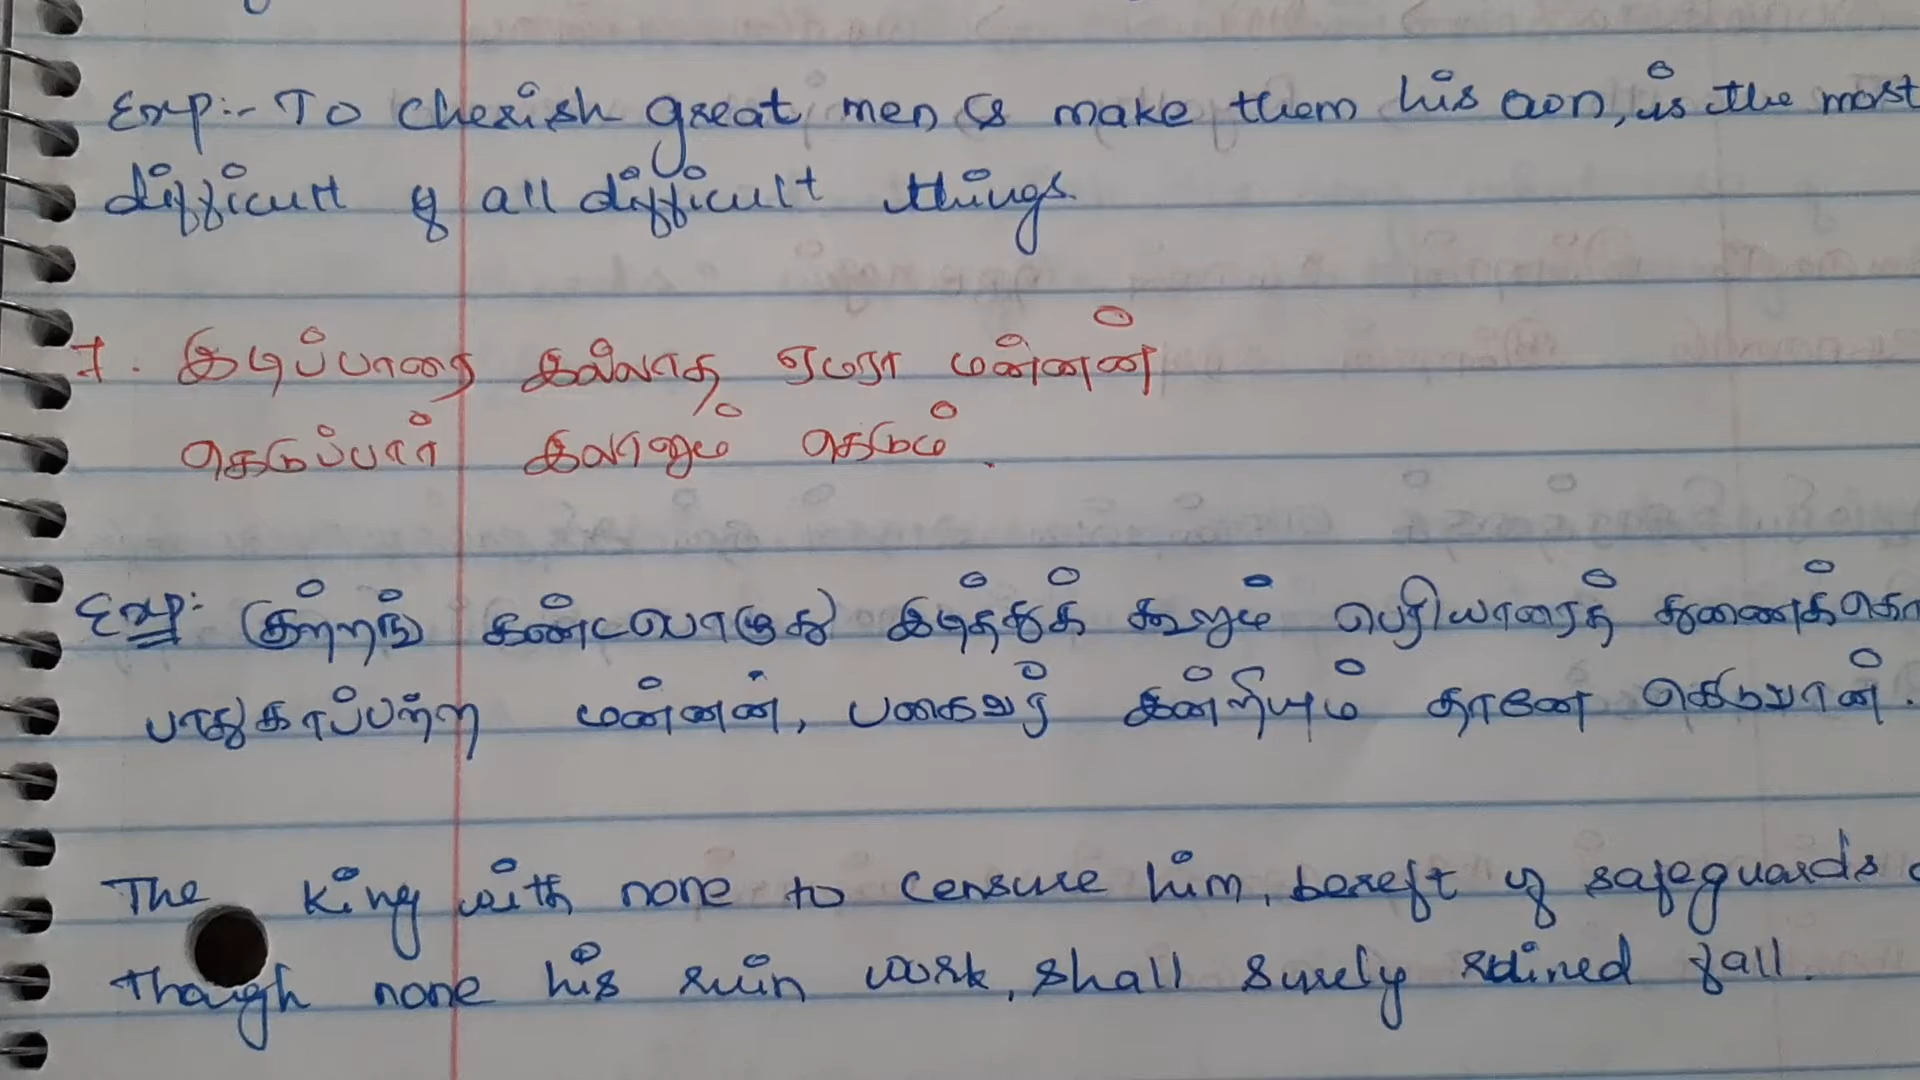 Exp:- To cherish great men & make them his own, is the most
difficult of all difficult things.
7. இடிப்பாரை இல்லாத ஏமரா மன்னன்
கெடுப்பார் இலானும் கெடும்.
Exp: குற்றங் கண்டபொழுது இடித்துக் கூறும் பெரியாரைத் துணைக்கொ
பாதுகாப்பற்ற மன்னன், பகைவர் இன்றியும் தானே கெடுவான்.
The King with none to censure him, bereft of safeguards
Though none his ruin work, shall surely ruined fall.